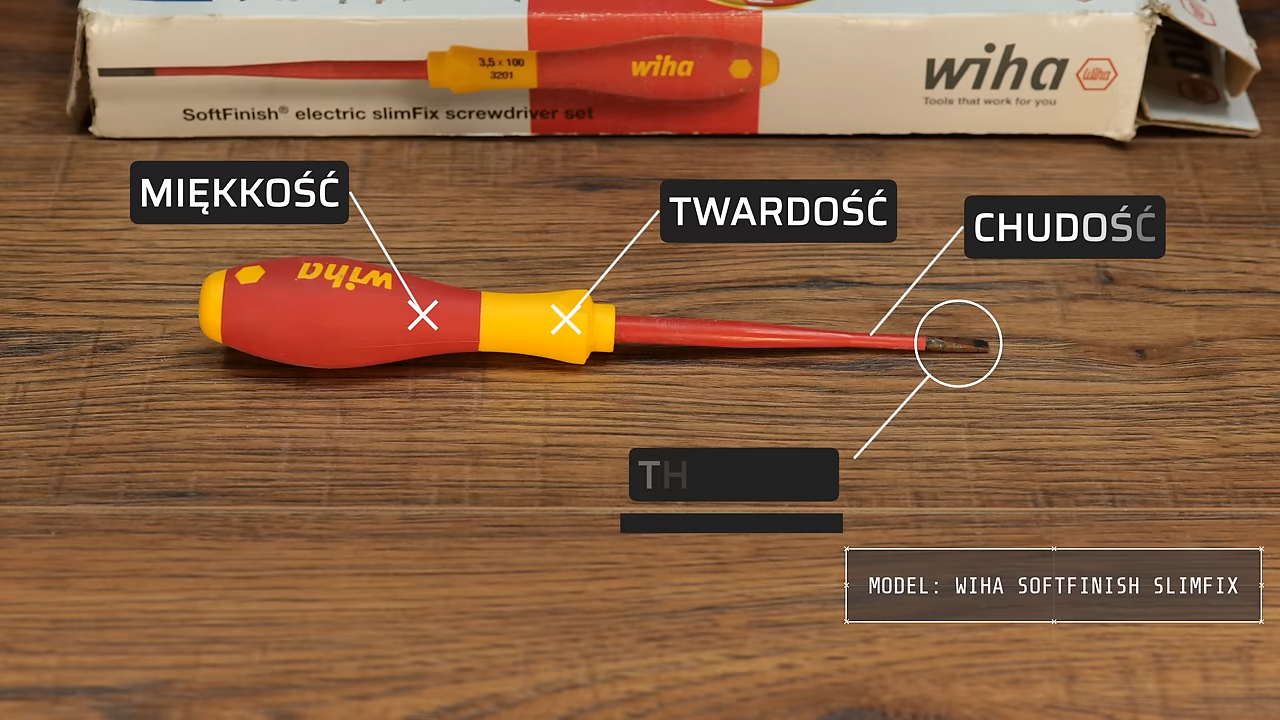 3,5 x 100
3201
wiha
SoftFinish® electric slimFix screwdriver set
wiha
Wiha
Tools that work for you
MIĘKKOŚĆ
TWARDOŚĆ
CHUDOŚĆ
wiha
TH
MODEL: WIHA SOFTFINISH SLIMFIX